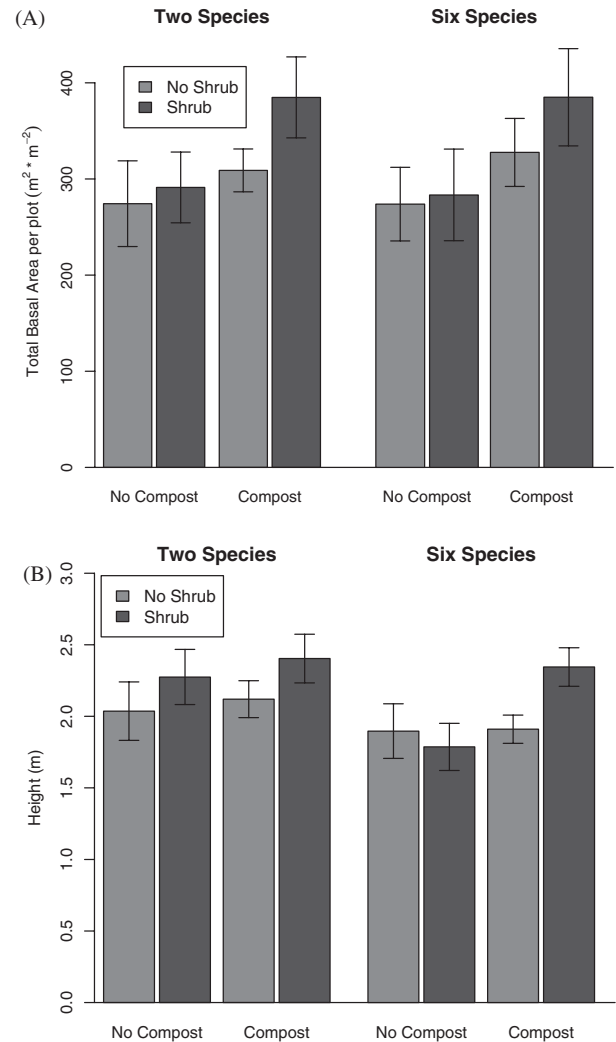 (A)
Two Species
Six Species
No Shrub
Shrub
Total Basal Area per plot (m² * m⁻²)
0
100
200
300
400
No Compost
Compost
No Compost
Compost
(B)
Two Species
Six Species
No Shrub
Shrub
Height (m)
0.0
0.5
1.0
1.5
2.0
2.5
3.0
No Compost
Compost
No Compost
Compost